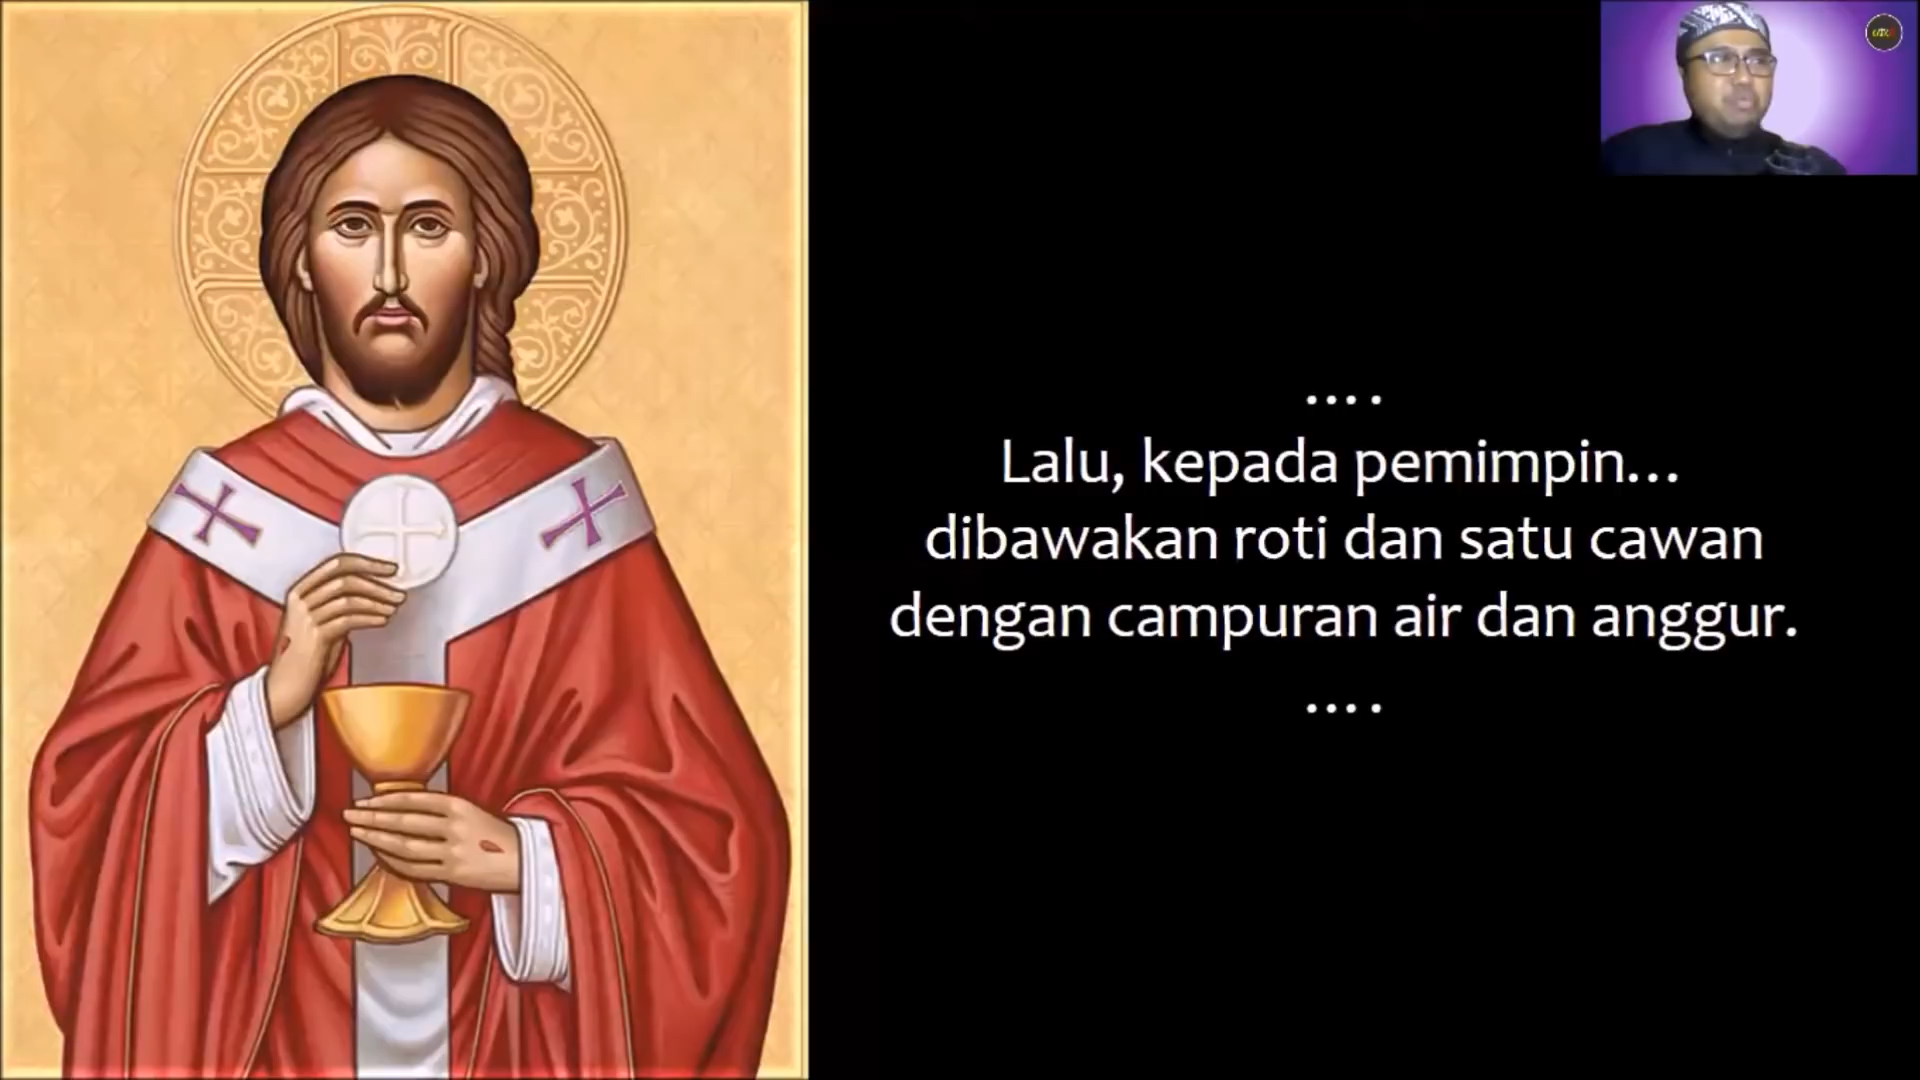 ....
Lalu, kepada pemimpin...
dibawakan roti dan satu cawan
dengan campuran air dan anggur.
....